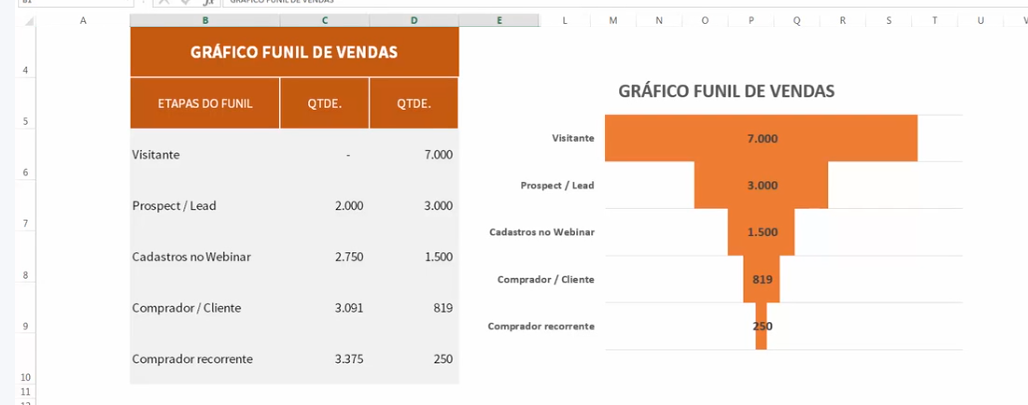 GRÁFICO FUNIL DE VENDAS
A B C D E L M N O P Q R S T U
4
GRÁFICO FUNIL DE VENDAS
5
ETAPAS DO FUNIL QTDE. QTDE.
6
Visitante - 7.000
7
Prospect / Lead 2.000 3.000
8
Cadastros no Webinar 2.750 1.500
9
Comprador / Cliente 3.091 819
10
Comprador recorrente 3.375 250
11
GRÁFICO FUNIL DE VENDAS
Visitante 7.000
Prospect / Lead 3.000
Cadastros no Webinar 1.500
Comprador / Cliente 819
Comprador recorrente 250